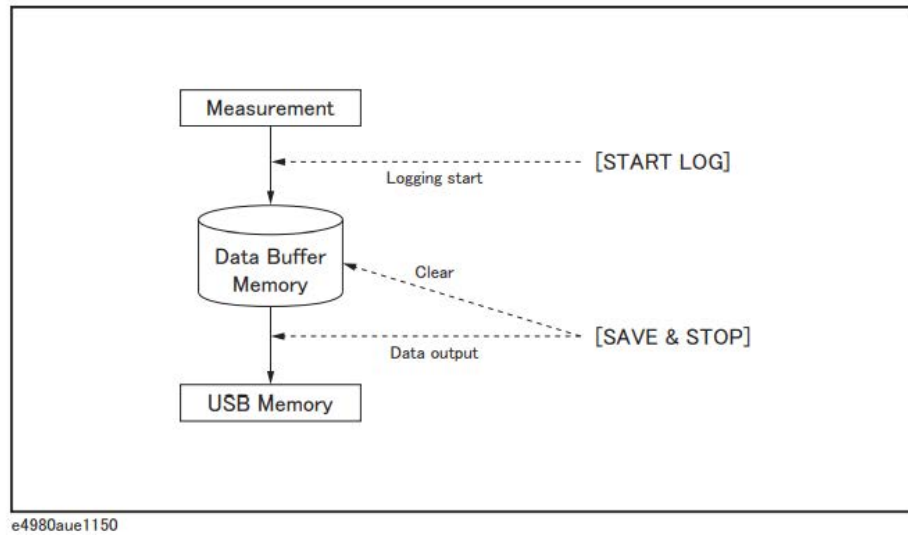 Measurement
[START LOG]
Logging start
Data Buffer
Memory
Clear
[SAVE & STOP]
Data output
USB Memory
e4980aue1150